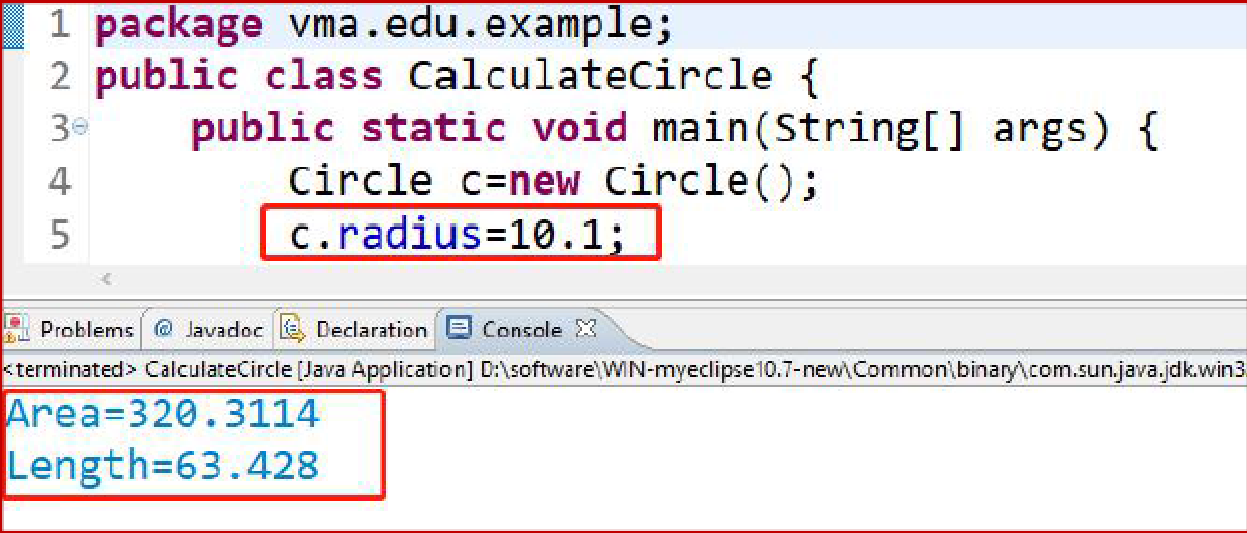 1 package vma.edu.example;
2 public class CalculateCircle {
3 public static void main(String[] args) {
4 Circle c=new Circle();
5 c.radius=10.1;
Problems @ Javadoc Declaration Console
<terminated> CalculateCircle [Java Application] D:\software\WIN-myeclipse10.7-new\Common\binary\com.sun.java.jdk.win3
Area=320.3114
Length=63.428